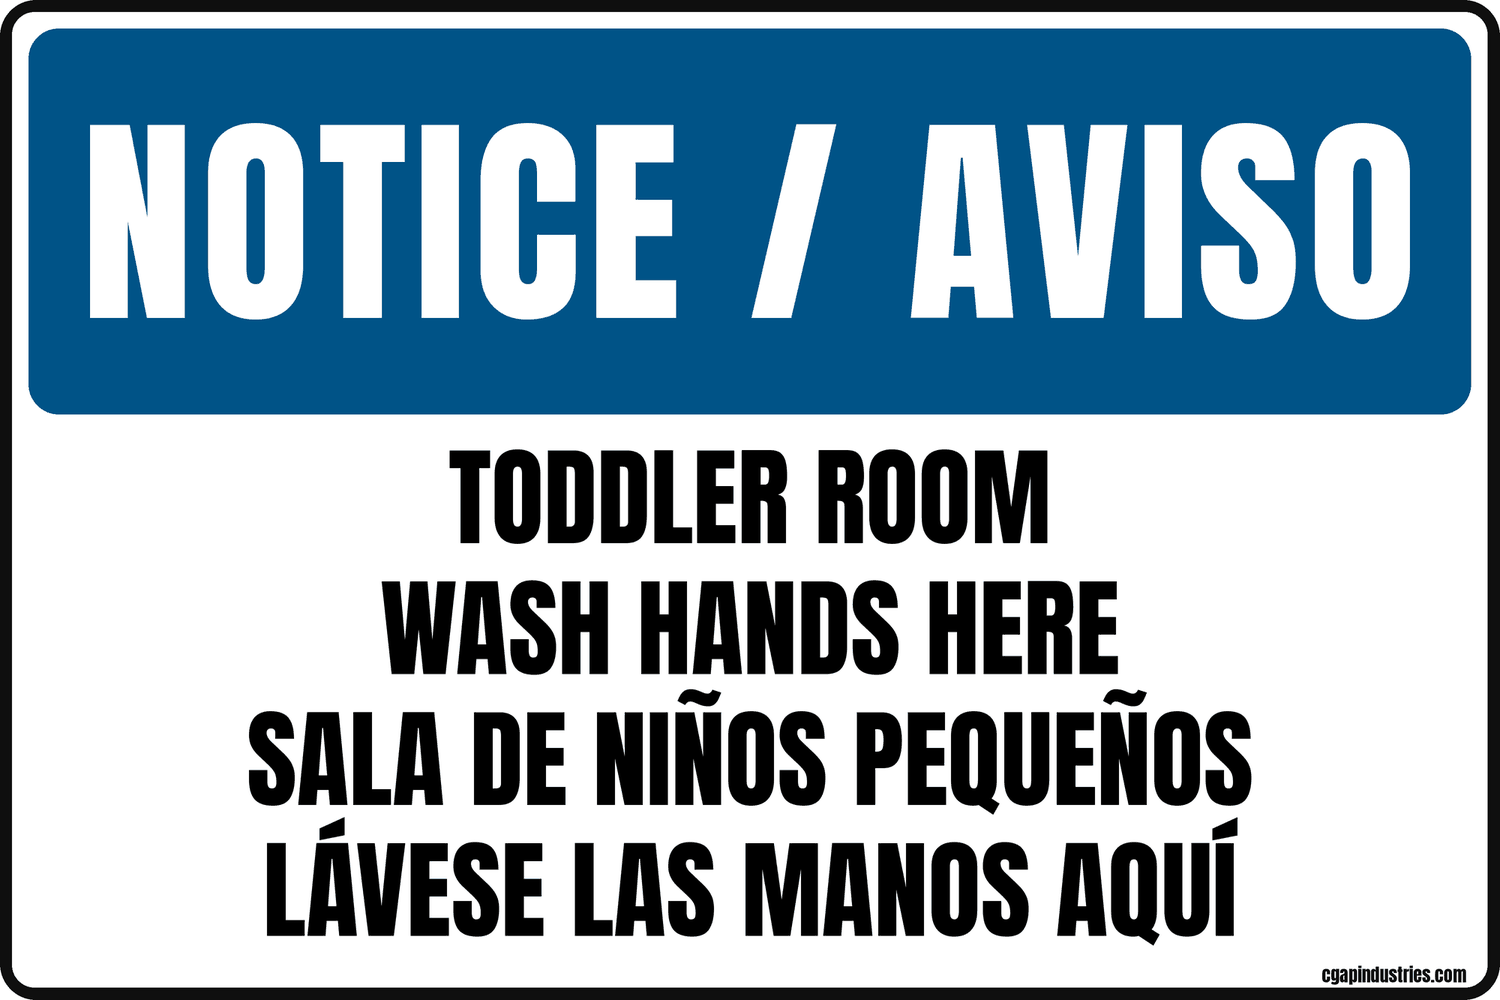 NOTICE / AVISO
TODDLER ROOM
WASH HANDS HERE
SALA DE NIÑOS PEQUEÑOS
LÁVESE LAS MANOS AQUÍ
cgapindustries.com